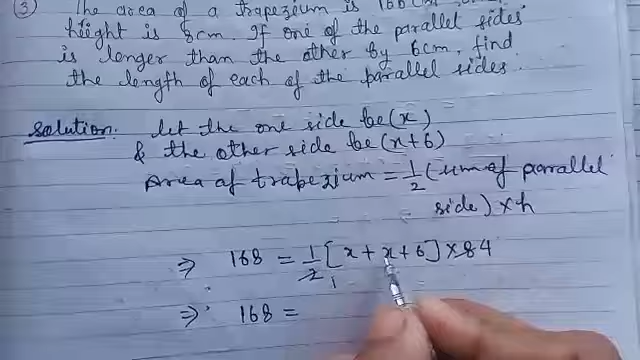 ③ The area of a trapezium is 168 cm
height is 8cm. If one of the parallel sides
is longer than the other by 6cm, find
the length of each of the parallel sides.
Solution. let the one side be (x)
& the other side be (x+6)
Area of trapezium = 1/2 (sum of parallel
side) × h
⇒ 168 = 1/2 [x + x + 6] × 8 4
1
⇒ 168 =